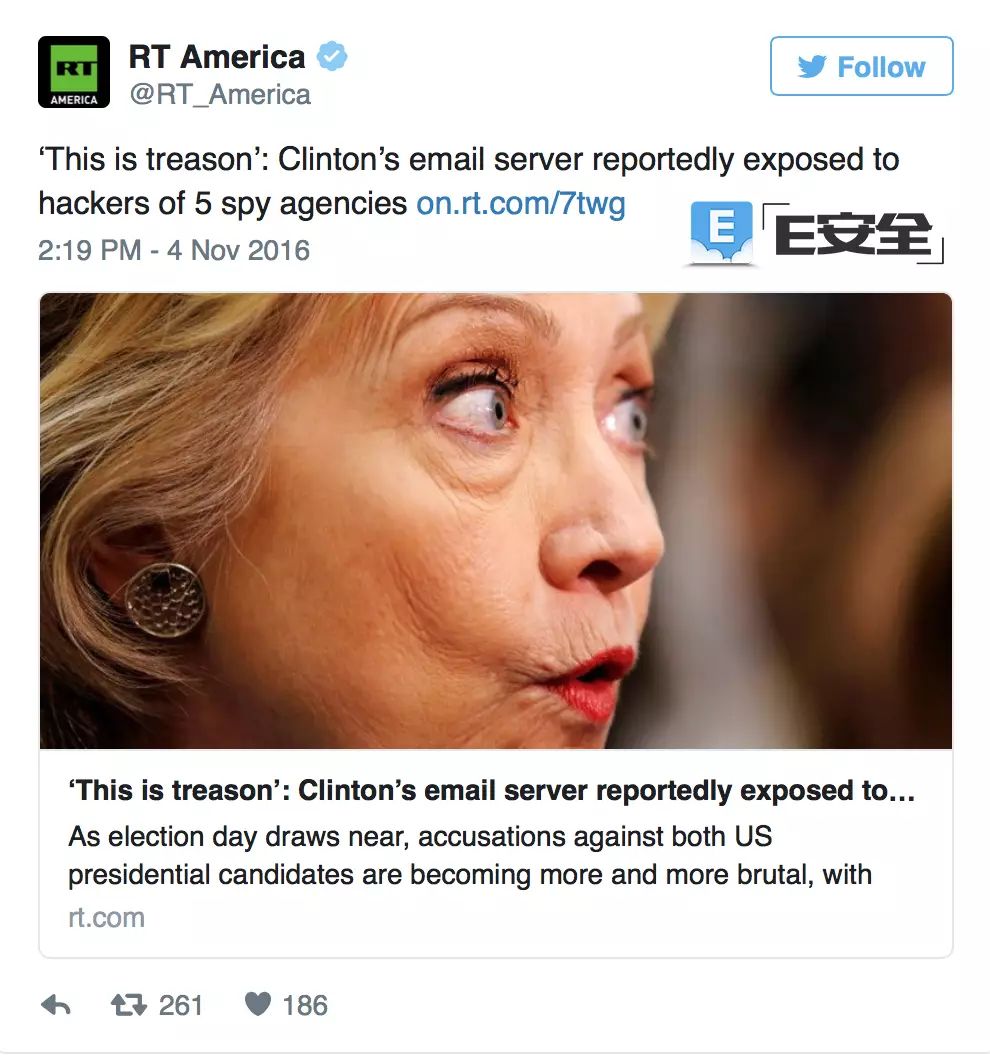 RT
AMERICA
RT America
@RT_America
Follow
‘This is treason’: Clinton’s email server reportedly exposed to
hackers of 5 spy agencies on.rt.com/7twg
2:19 PM - 4 Nov 2016
E
E安全
‘This is treason’: Clinton’s email server reportedly exposed to...
As election day draws near, accusations against both US
presidential candidates are becoming more and more brutal, with
rt.com
261
186